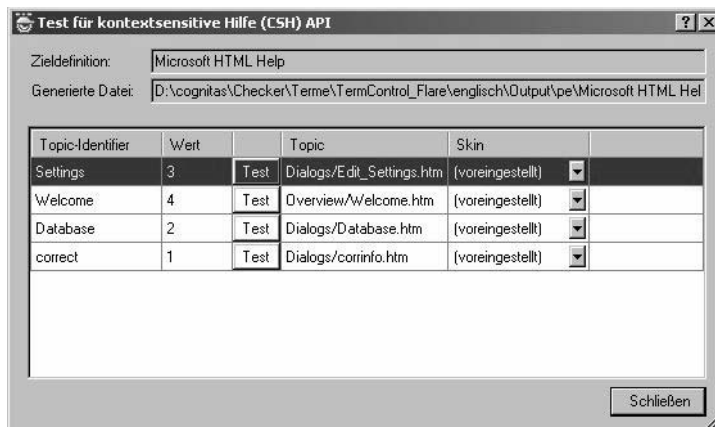 Test für kontextsensitive Hilfe (CSH) API
Zieldefinition: Microsoft HTML Help
Generierte Datei: D:\cognitas\Checker\Terme\TermControl_Flare\englisch\Output\pe\Microsoft HTML Hel
Topic-Identifier Wert Topic Skin
Settings 3 Test Dialogs/Edit_Settings.htm (voreingestellt)
Welcome 4 Test Overview/Welcome.htm (voreingestellt)
Database 2 Test Dialogs/Database.htm (voreingestellt)
correct 1 Test Dialogs/corrinfo.htm (voreingestellt)
Schließen